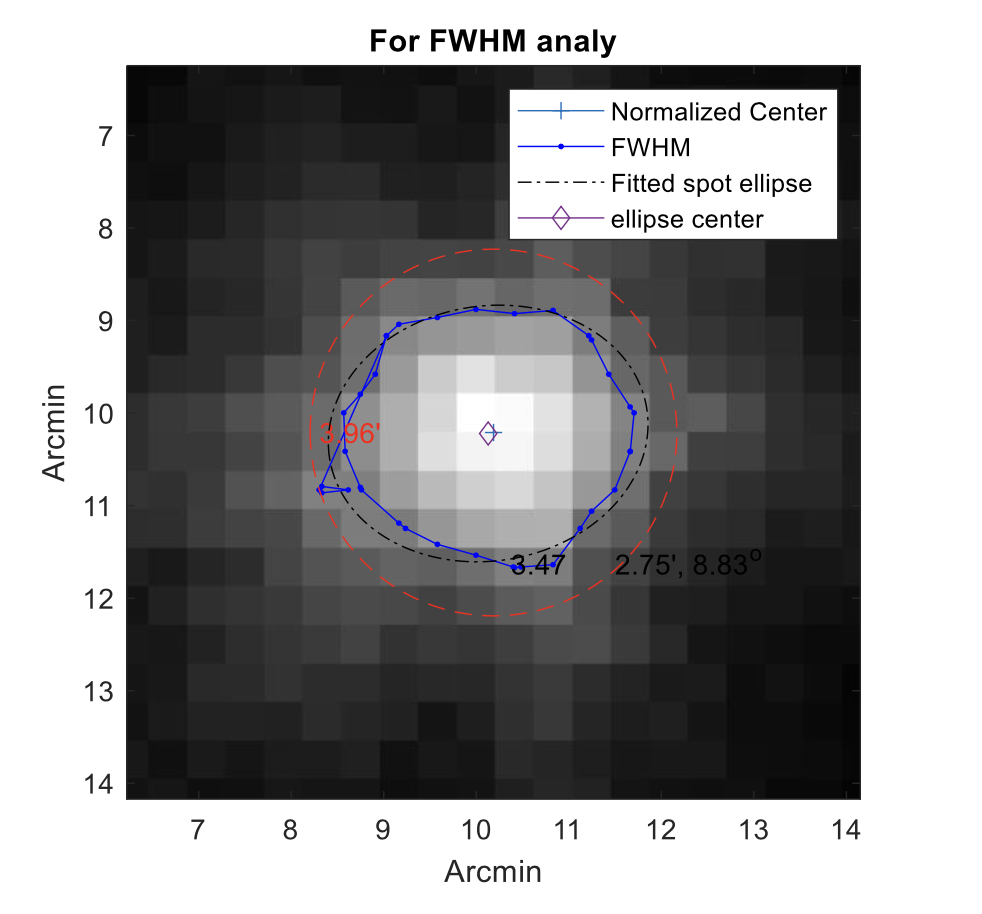 For FWHM analy
Normalized Center
FWHM
Fitted spot ellipse
ellipse center
7
8
9
10
11
12
13
14
Arcmin
3.96'
3.47 2.75', 8.83°
7 8 9 10 11 12 13 14
Arcmin